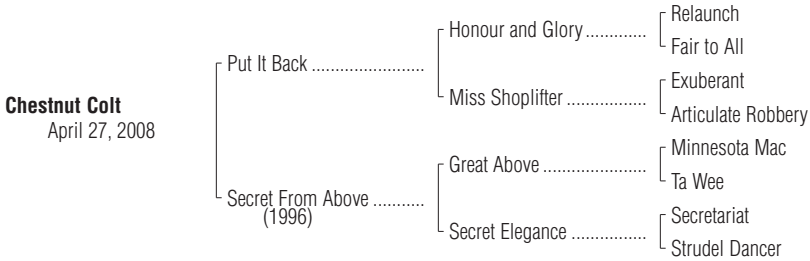 Relaunch
Honour and Glory.............
Fair to All
Put It Back ........................
Exuberant
Miss Shoplifter .................
Articulate Robbery
Chestnut Colt
April 27, 2008
Minnesota Mac
Great Above ......................
Ta Wee
Secret From Above ...........
(1996)
Secretariat
Secret Elegance ................
Strudel Dancer